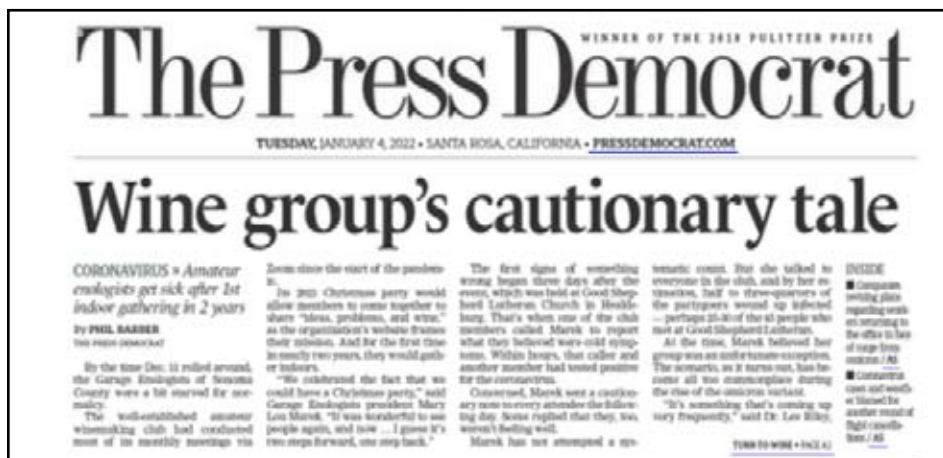 WINNER OF THE 2018 PULITZER PRIZE
The Press Democrat
TUESDAY, JANUARY 4, 2022 • SANTA ROSA, CALIFORNIA • PRESSDEMOCRAT.COM
Wine group's cautionary tale
CORONAVIRUS » Amateur
enologists get sick after 1st
indoor gathering in 2 years
By PHIL BARBER
THE PRESS DEMOCRAT
By the time Dec. 11 rolled around,
the Garage Enologists of Sonoma
County were a bit starved for nor-
malcy.
The well-established amateur
winemaking club had conducted
most of its monthly meetings via
Zoom since the start of the pandem-
ic.
Its 2021 Christmas party would
allow members to come together to
share "ideas, problems, and wine,"
as the organization's website frames
their mission. And for the first time
in nearly two years, they would gath-
er indoors.
"We celebrated the fact that we
could have a Christmas party," said
Garage Enologists president Mary
Lou Marek. "It was wonderful to see
people again, and now ... I guess it's
two steps forward, one step back."
The first signs of something
wrong began three days after the
event, which was held at Good Shep-
herd Lutheran Church in Healds-
burg. That's when one of the club
members called Marek to report
what they believed were cold symp-
toms. Within hours, that caller and
another member had tested positive
for the coronavirus.
Concerned, Marek sent a caution-
ary note to every attendee the follow-
ing day. Some replied that they, too,
weren't feeling well.
Marek has not attempted a sys-
tematic count. But she talked to
everyone in the club, and by her es-
timation, half to three-quarters of
the partygoers wound up infected
— perhaps 25-30 of the 43 people who
met at Good Shepherd Lutheran.
At the time, Marek believed her
group was an unfortunate exception.
The scenario, as it turns out, has be-
come all too commonplace during
the rise of the omicron variant.
"It's something that's coming up
very frequently," said Dr. Lee Riley,
TURN TO WINE » PAGE A2
INSIDE
■ Companies
revising plans
regarding work-
ers returning to
the office in face
of surge from
omicron / A5
■ Coronavirus
cases and weath-
er blamed for
another round of
flight cancella-
tions / A5